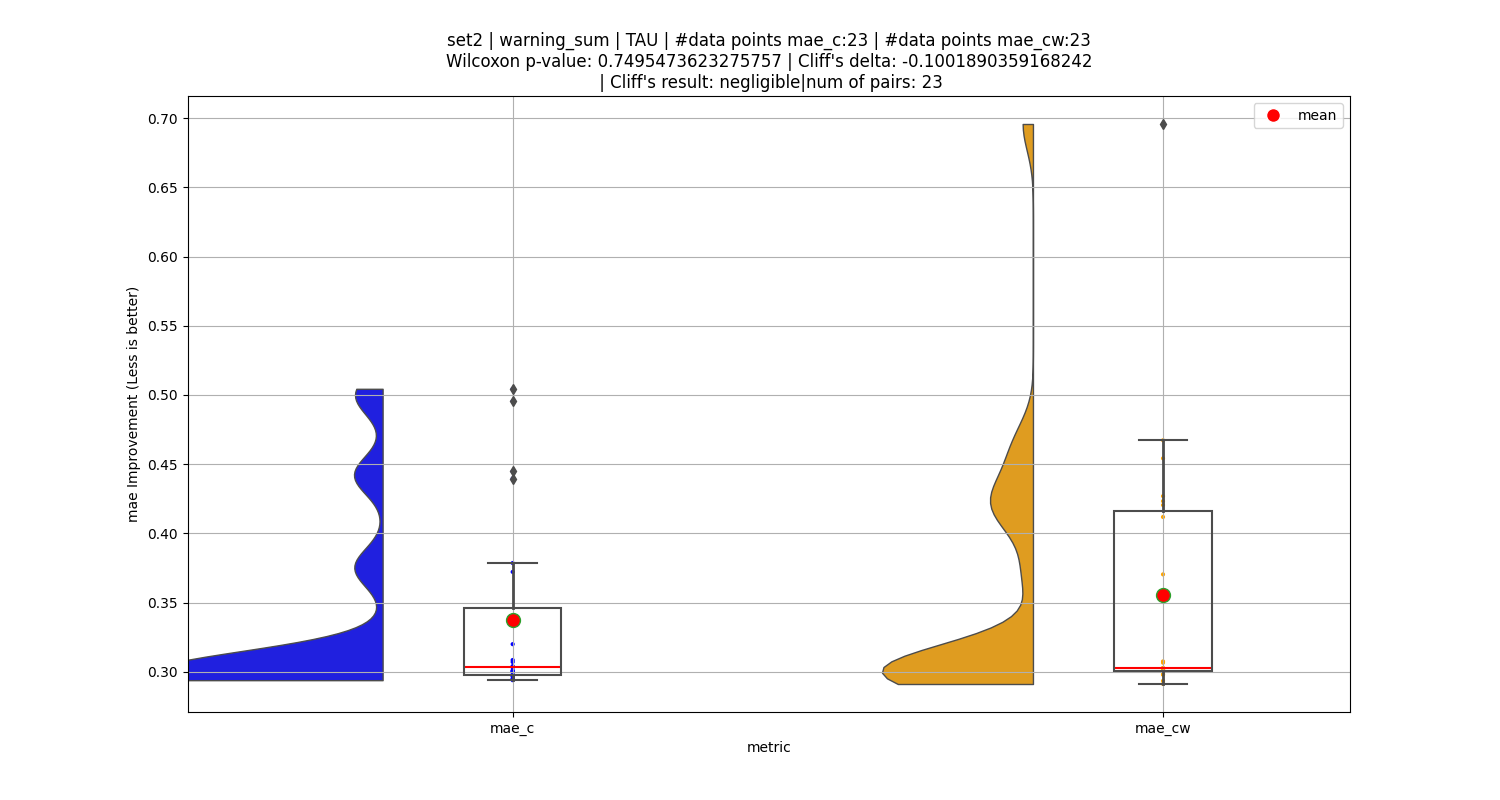 set2 | warning_sum | TAU | #data points mae_c:23 | #data points mae_cw:23
Wilcoxon p-value: 0.7495473623275757 | Cliff's delta: -0.1001890359168242
| Cliff's result: negligible|num of pairs: 23
mean
0.70
0.65
0.60
0.55
0.50
0.45
0.40
0.35
0.30
mae Improvement (Less is better)
mae_c
mae_cw
metric